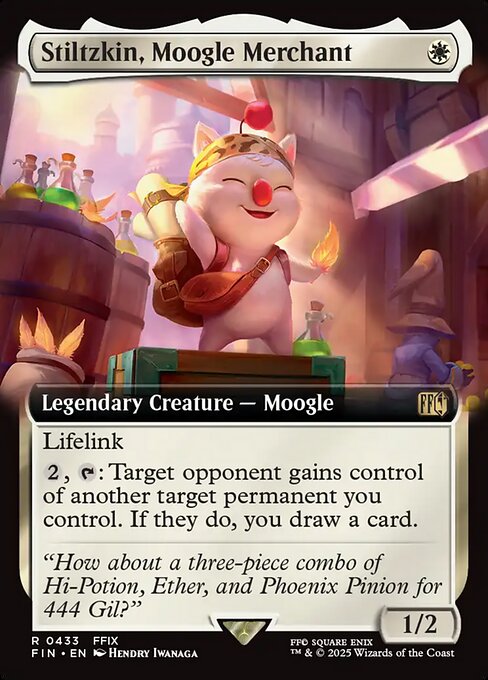 Stiltzkin, Moogle Merchant
Legendary Creature — Moogle
Lifelink
2, : Target opponent gains control
of another target permanent you
control. If they do, you draw a card.
“How about a three-piece combo of
Hi-Potion, Ether, and Phoenix Pinion for
444 Gil?”
1/2
R 0433 FFIX
FIN • EN Hendry Iwanaga
FF© SQUARE ENIX
™ & © 2025 Wizards of the Coast